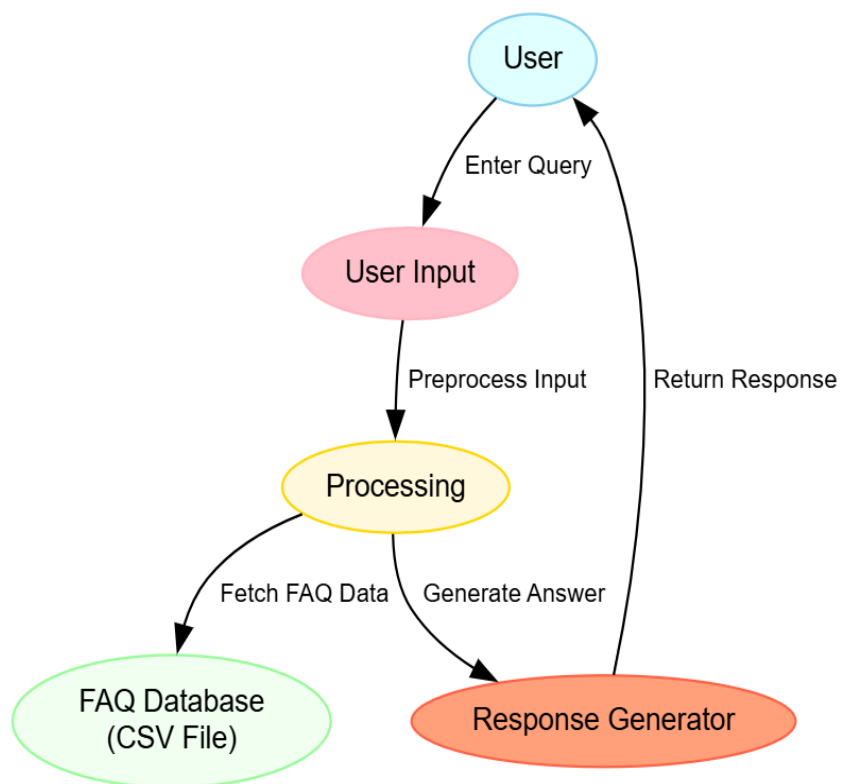 User
Enter Query
User Input
Preprocess Input
Return Response
Processing
Fetch FAQ Data
Generate Answer
FAQ Database
(CSV File)
Response Generator